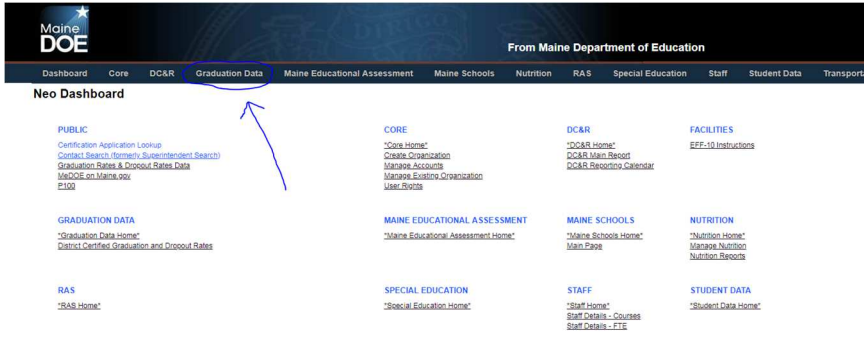 Maine
DOE
From Maine Department of Education
Dashboard Core DC&R Graduation Data Maine Educational Assessment Maine Schools Nutrition RAS Special Education Staff Student Data Transporta
Neo Dashboard
PUBLIC
Certification Application Lookup
Contact Search (formerly Superintendent Search)
Graduation Rates & Dropout Rates Data
MeDOE on Maine.gov
P100
CORE
*Core Home*
Create Organization
Manage Accounts
Manage Existing Organization
User Rights
DC&R
*DC&R Home*
DC&R Main Report
DC&R Reporting Calendar
FACILITIES
EFF-10 Instructions
GRADUATION DATA
*Graduation Data Home*
District Certified Graduation and Dropout Rates
MAINE EDUCATIONAL ASSESSMENT
*Maine Educational Assessment Home*
MAINE SCHOOLS
*Maine Schools Home*
Main Page
NUTRITION
*Nutrition Home*
Manage Nutrition
Nutrition Reports
RAS
*RAS Home*
SPECIAL EDUCATION
*Special Education Home*
STAFF
*Staff Home*
Staff Details - Courses
Staff Details - FTE
STUDENT DATA
*Student Data Home*